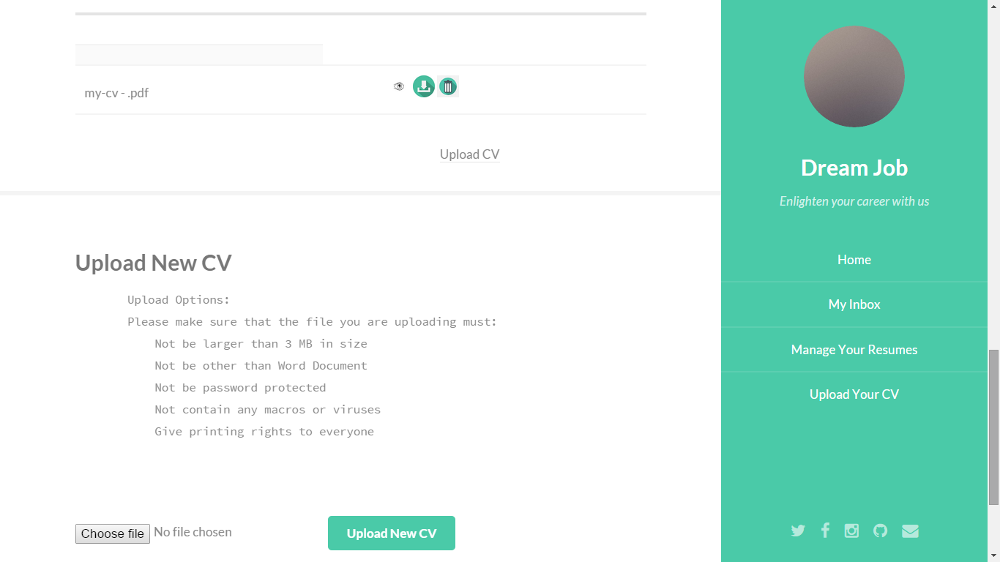 my-cv - .pdf
Upload CV
Upload New CV
Upload Options:
Please make sure that the file you are uploading must:
Not be larger than 3 MB in size
Not be other than Word Document
Not be password protected
Not contain any macros or viruses
Give printing rights to everyone
Choose file No file chosen
Upload New CV
Dream Job
Enlighten your career with us
Home
My Inbox
Manage Your Resumes
Upload Your CV